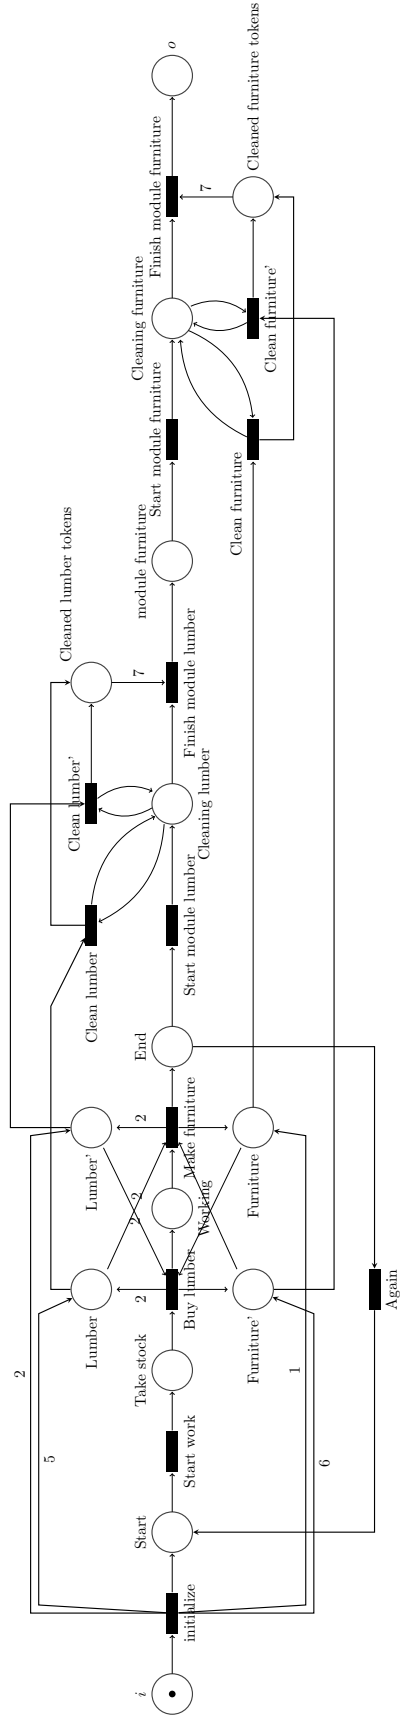 i
initialize
Start
Start work
Take stock
2
5
1
6
Lumber
Buy lumber
2
Furniture'
Again
2
2
Working
Lumber'
2
Make furniture
Furniture
End
Clean lumber
Start module lumber
Clean lumber'
Cleaning lumber
Cleaned lumber tokens
7
Finish module lumber
module furniture
Start module furniture
Clean furniture
Cleaning furniture
Clean furniture'
Finish module furniture
7
Cleaned furniture tokens
o